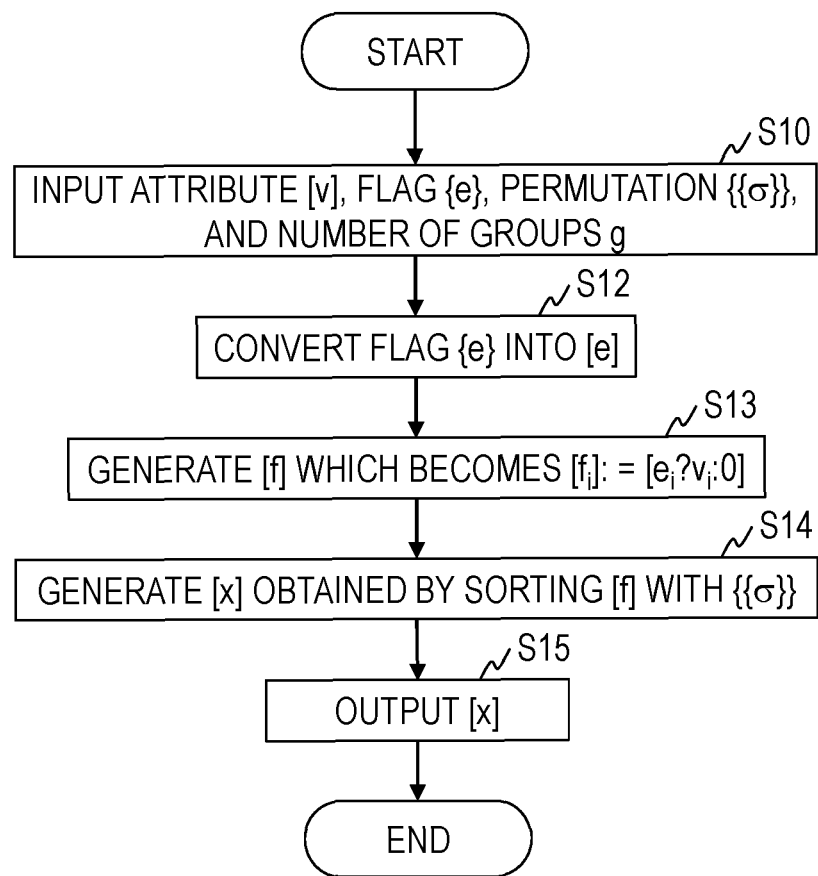 START
S10
INPUT ATTRIBUTE [v], FLAG {e}, PERMUTATION {{σ}},
AND NUMBER OF GROUPS g
S12
CONVERT FLAG {e} INTO [e]
S13
GENERATE [f] WHICH BECOMES [fᵢ]: = [eᵢ?vᵢ:0]
S14
GENERATE [x] OBTAINED BY SORTING [f] WITH {{σ}}
S15
OUTPUT [x]
END